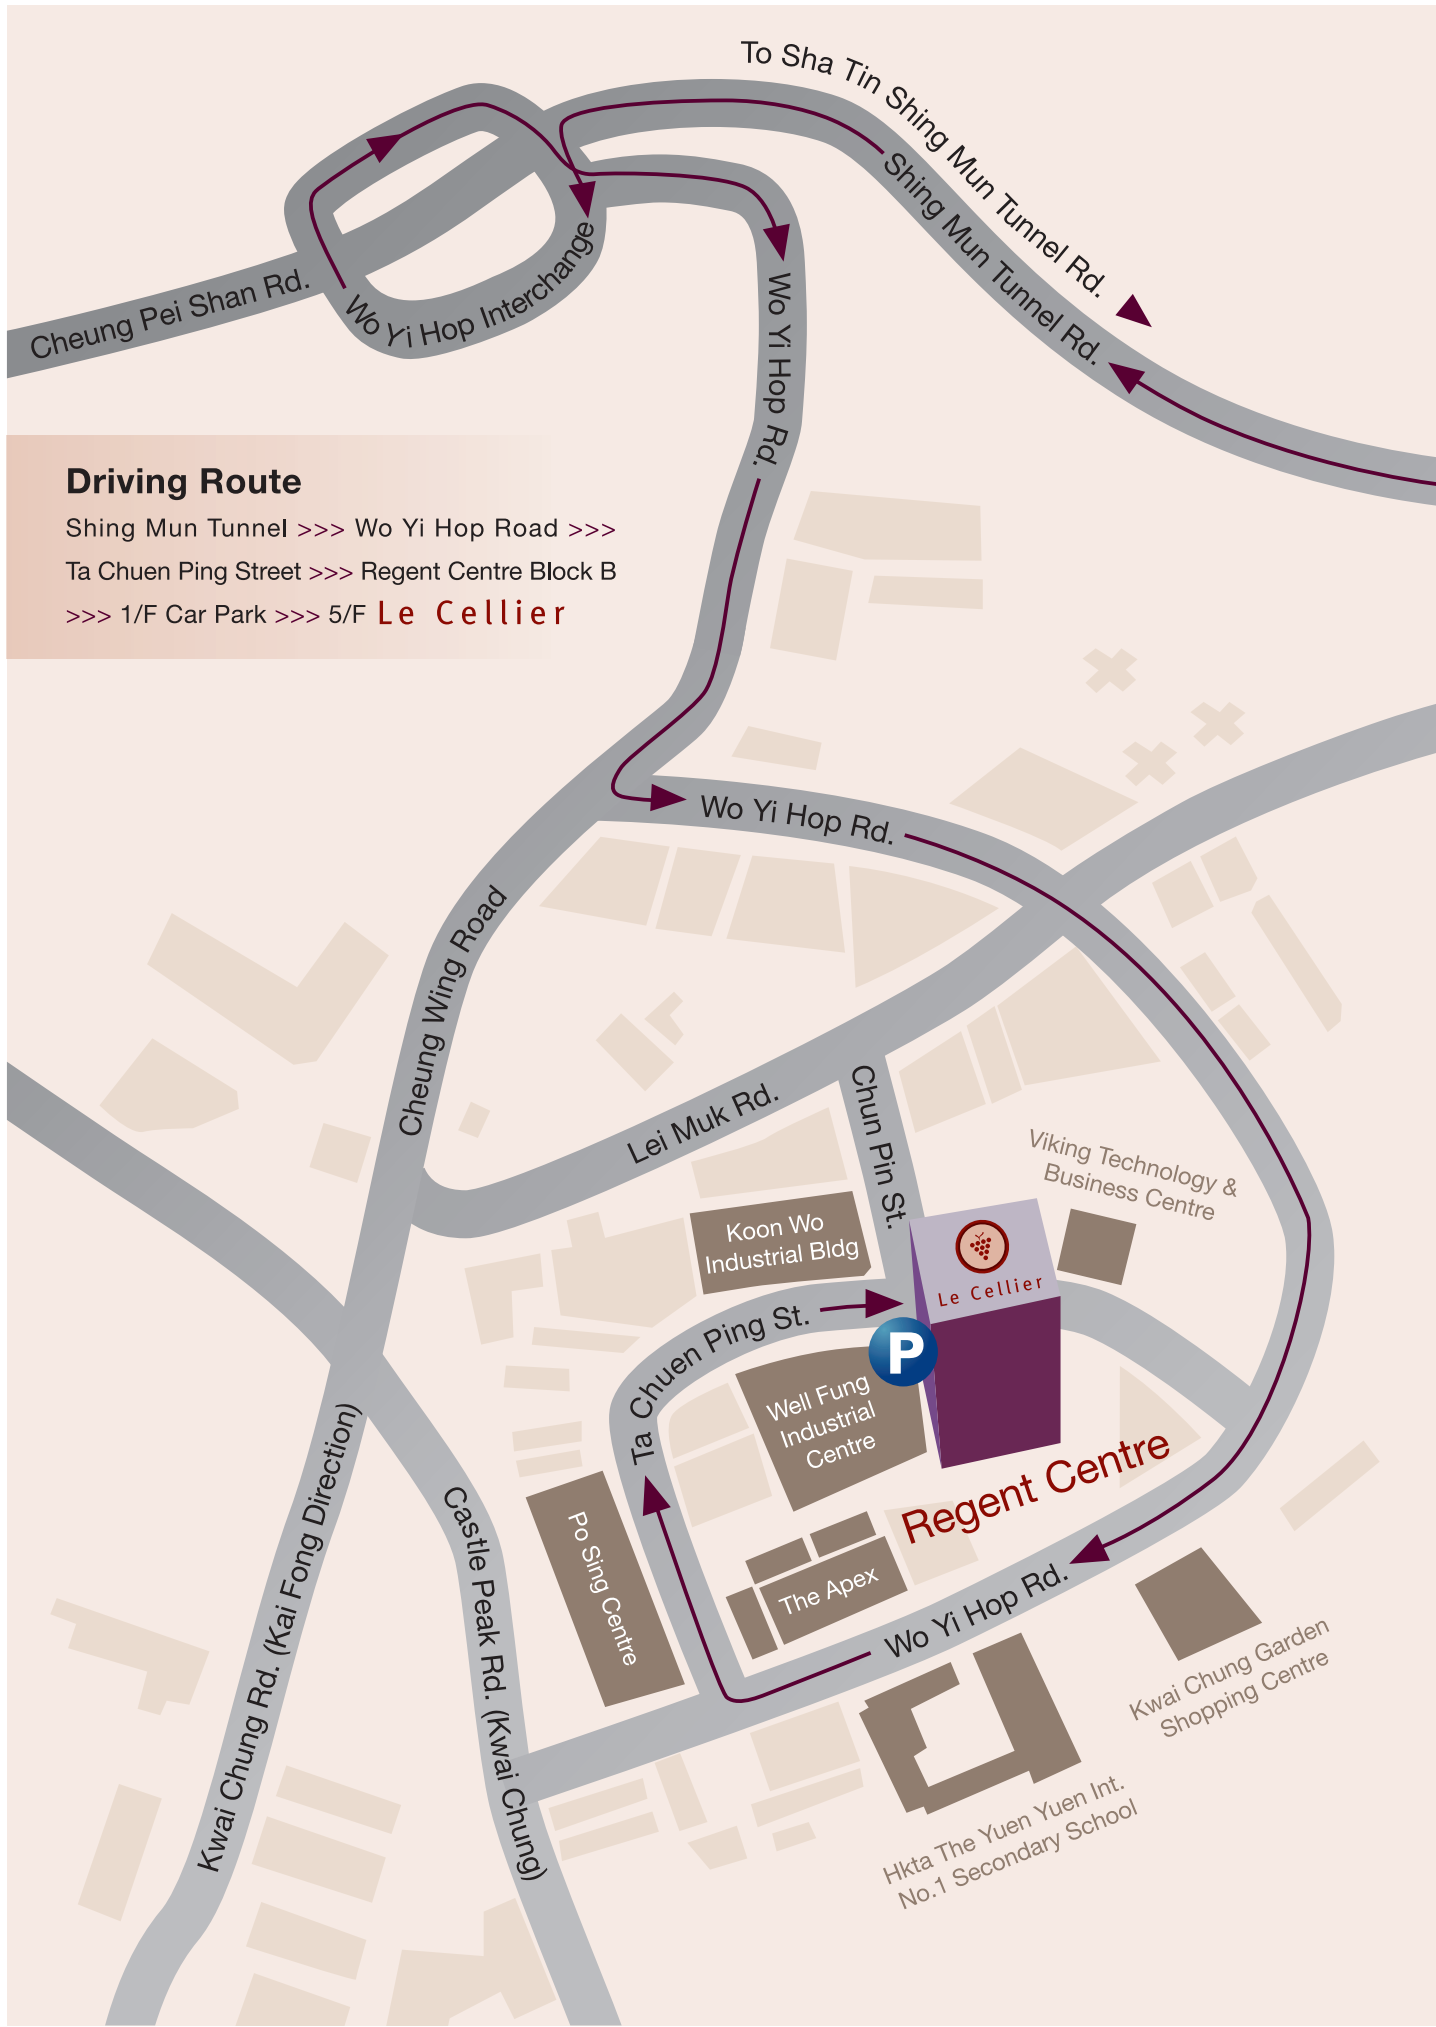 To Sha Tin Shing Mun Tunnel Rd.
Shing Mun Tunnel Rd.
Cheung Pei Shan Rd.
Wo Yi Hop Interchange
Wo Yi Hop Rd.
Driving Route
Shing Mun Tunnel >>> Wo Yi Hop Road >>>
Ta Chuen Ping Street >>> Regent Centre Block B
>>> 1/F Car Park >>> 5/F Le Cellier
Wo Yi Hop Rd.
Cheung Wing Road
Lei Muk Rd.
Chun Pin St.
Viking Technology &
Business Centre
Koon Wo
Industrial Bldg
Le Cellier
Ta Chuen Ping St.
P
Well Fung
Industrial
Centre
Regent Centre
Kwai Chung Rd. (Kai Fong Direction)
Castle Peak Rd. (Kwai Chung)
Po Sing Centre
The Apex
Wo Yi Hop Rd.
Kwai Chung Garden
Shopping Centre
Hkta The Yuen Yuen Int.
No.1 Secondary School